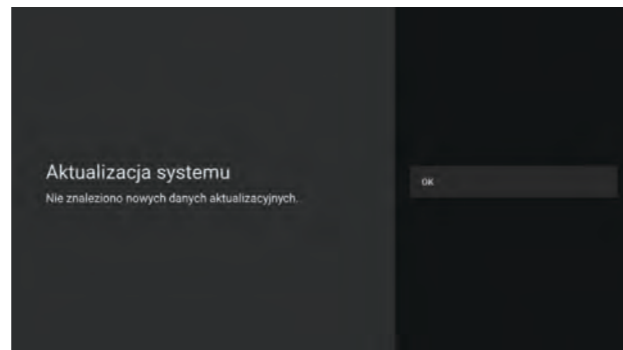 Aktualizacja systemu
Nie znaleziono nowych danych aktualizacyjnych.
OK